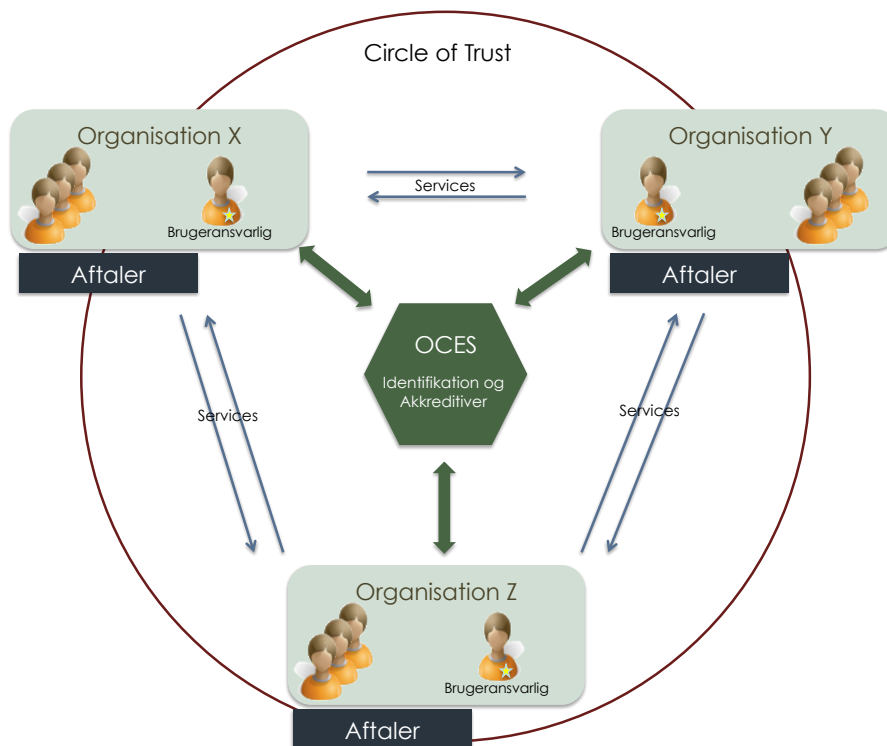 Circle of Trust
Organisation X
Brugeransvarlig
Aftaler
Services
Organisation Y
Brugeransvarlig
Aftaler
OCES
Identifikation og
Akkreditiver
Services
Services
Organisation Z
Brugeransvarlig
Aftaler